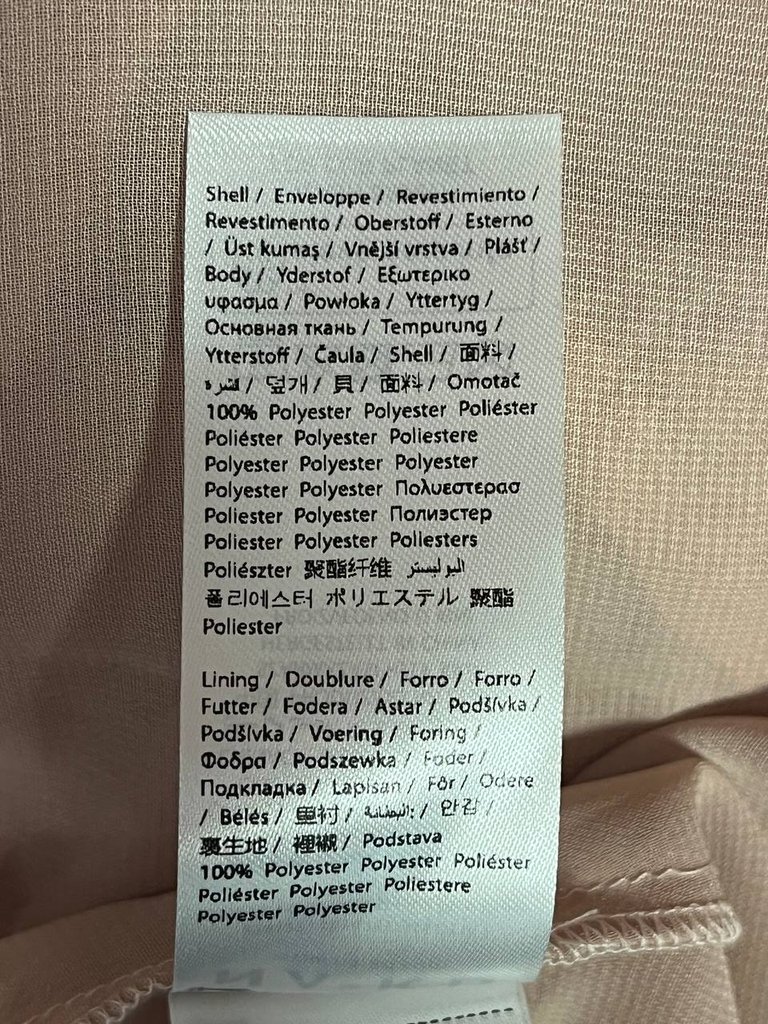 Shell / Enveloppe / Revestimiento /
Revestimento / Oberstoff / Esterno
/ Üst kumaş / Vnější vrstva / Plášť /
Body / Yderstof / Εξωτερικο
υφασμα / Powłoka / Yttertyg /
Основная ткань / Tempurung /
Ytterstoff / Čaula / Shell / 面料 /
قشرة / 덮개 / 貝 / 面料 / Omotač
100% Polyester Polyester Poliéster
Poliéster Polyester Poliestere
Polyester Polyester Polyester
Polyester Polyester Πολυεστερασ
Poliester Polyester Полиэстер
Poliester Polyester Poliesters
Poliészter 聚酯纤维 البوليستر
폴리에스터 ポリエステル 聚酯
Poliester
Lining / Doublure / Forro / Forro /
Futter / Fodera / Astar / Podšívka /
Podšívka / Voering / Foring /
Φοδρα / Podszewka / Foder /
Подкладка / Lapisan / Fôr / Odere
/ Bélés / 里衬 / البطانة: / 안감 /
裏生地 / 裡襯 / Podstava
100% Polyester Polyester Poliéster
Poliéster Polyester Poliestere
Polyester Polyester